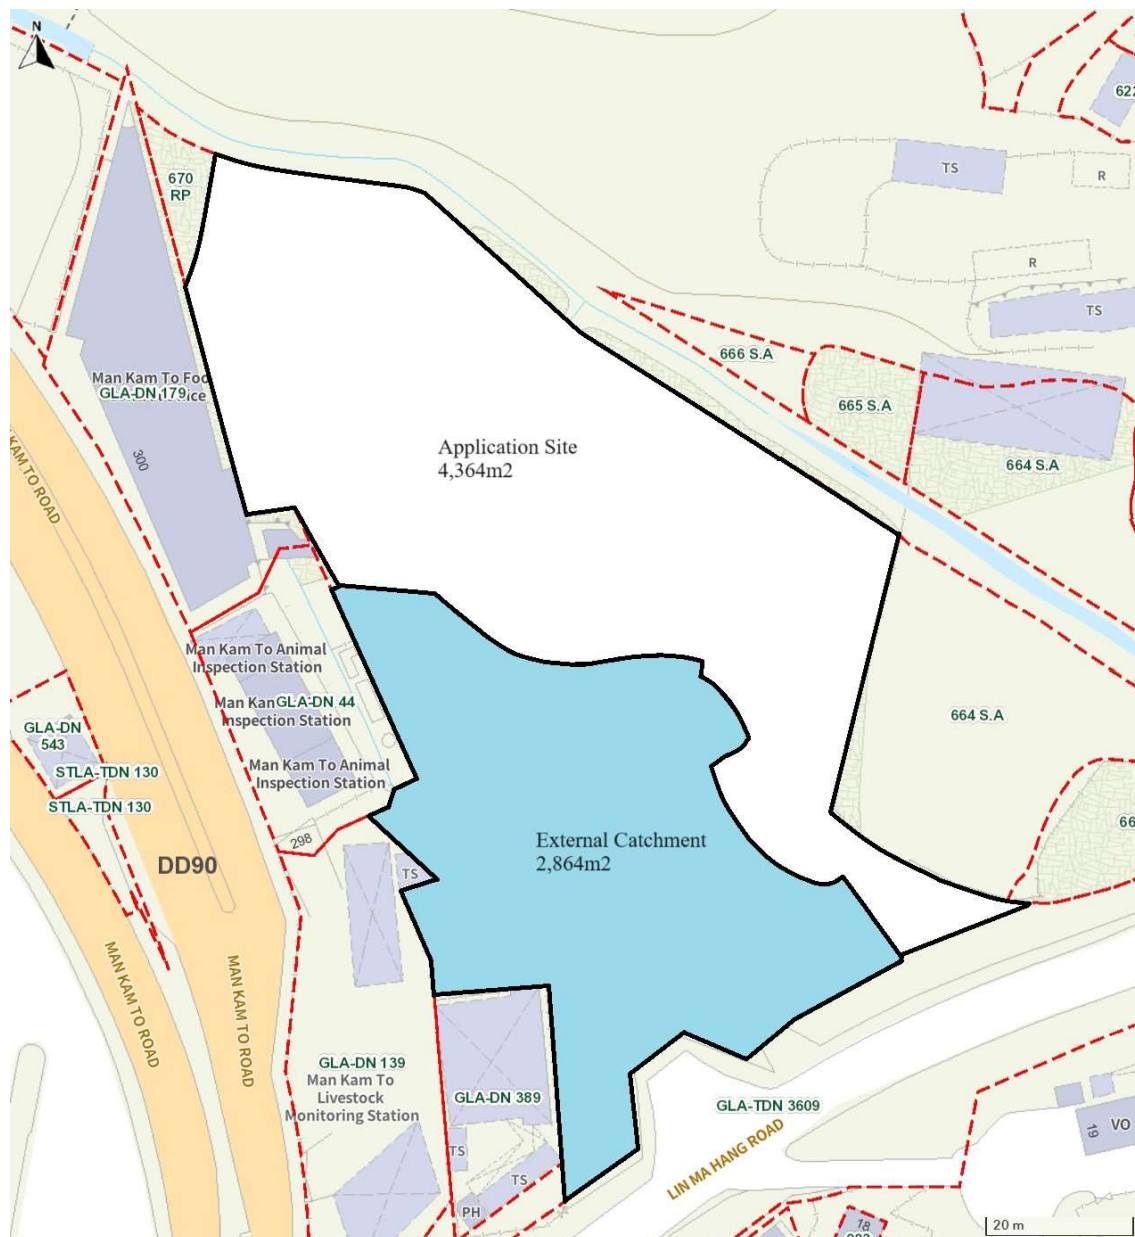 N
622
TS
R
670
RP
R
TS
666 S.A
Man Kam To Foo
GLA-DN 179
ice
665 S.A
Application Site
4,364m2
300
664 S.A
KAM TO ROAD
Man Kam To Animal
Inspection Station
Man Kan
GLA-DN 44
Inspection Station
664 S.A
GLA-DN
543
STLA-TDN 130
Man Kam To Animal
Inspection Station
STLA-TDN 130
66
298
External Catchment
2,864m2
DD90
TS
MAN KAM TO ROAD
MAN KAM TO ROAD
GLA-DN 139
Man Kam To
Livestock
Monitoring Station
GLA-DN 389
GLA-TDN 3609
LIN MA HANG ROAD
19
VO
TS
TS
PH
18
20 m